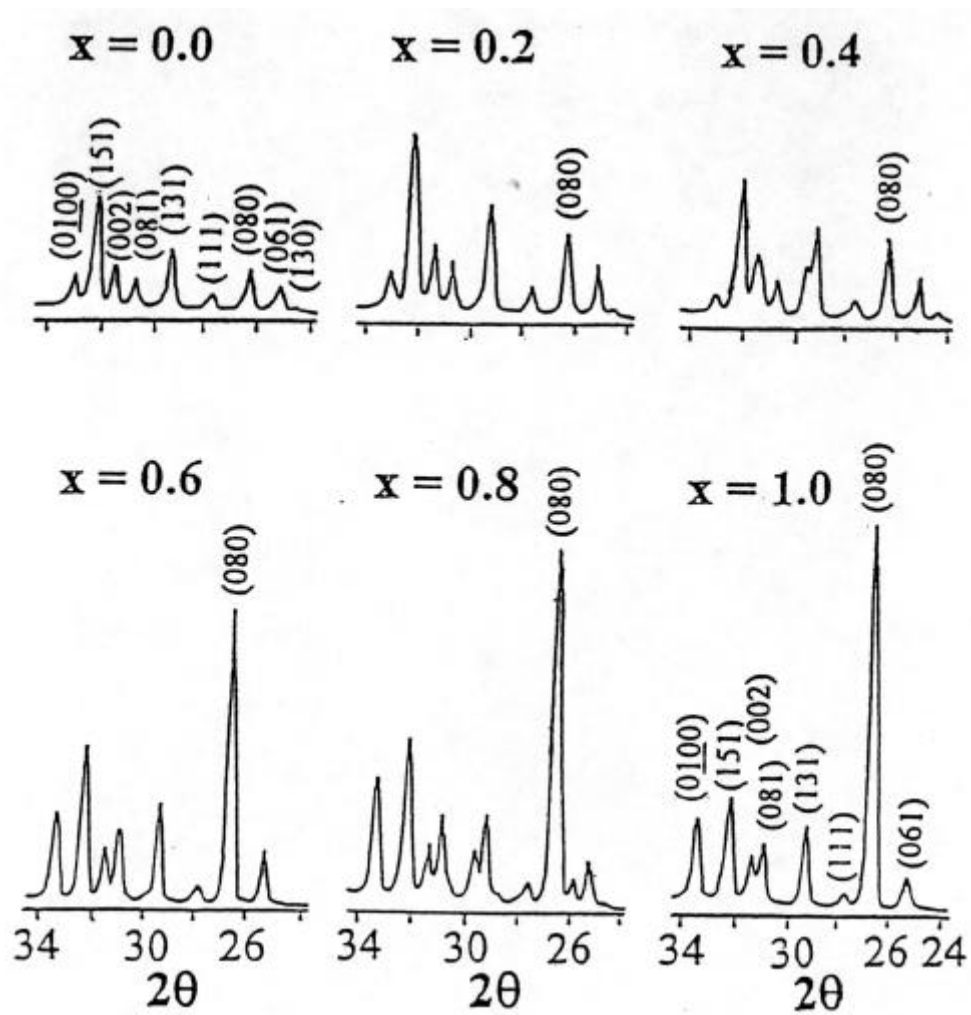 x = 0.0
x = 0.2
x = 0.4
(0100)
(151)
(002)
(081)
(131)
(111)
(080)
(061)
(130)
(080)
(080)
x = 0.6
x = 0.8
x = 1.0
(080)
(080)
(0100)
(151)
(002)
(081)
(131)
(111)
(080)
(061)
34 30 26
34 30 26
34 30 26 24
2θ
2θ
2θ